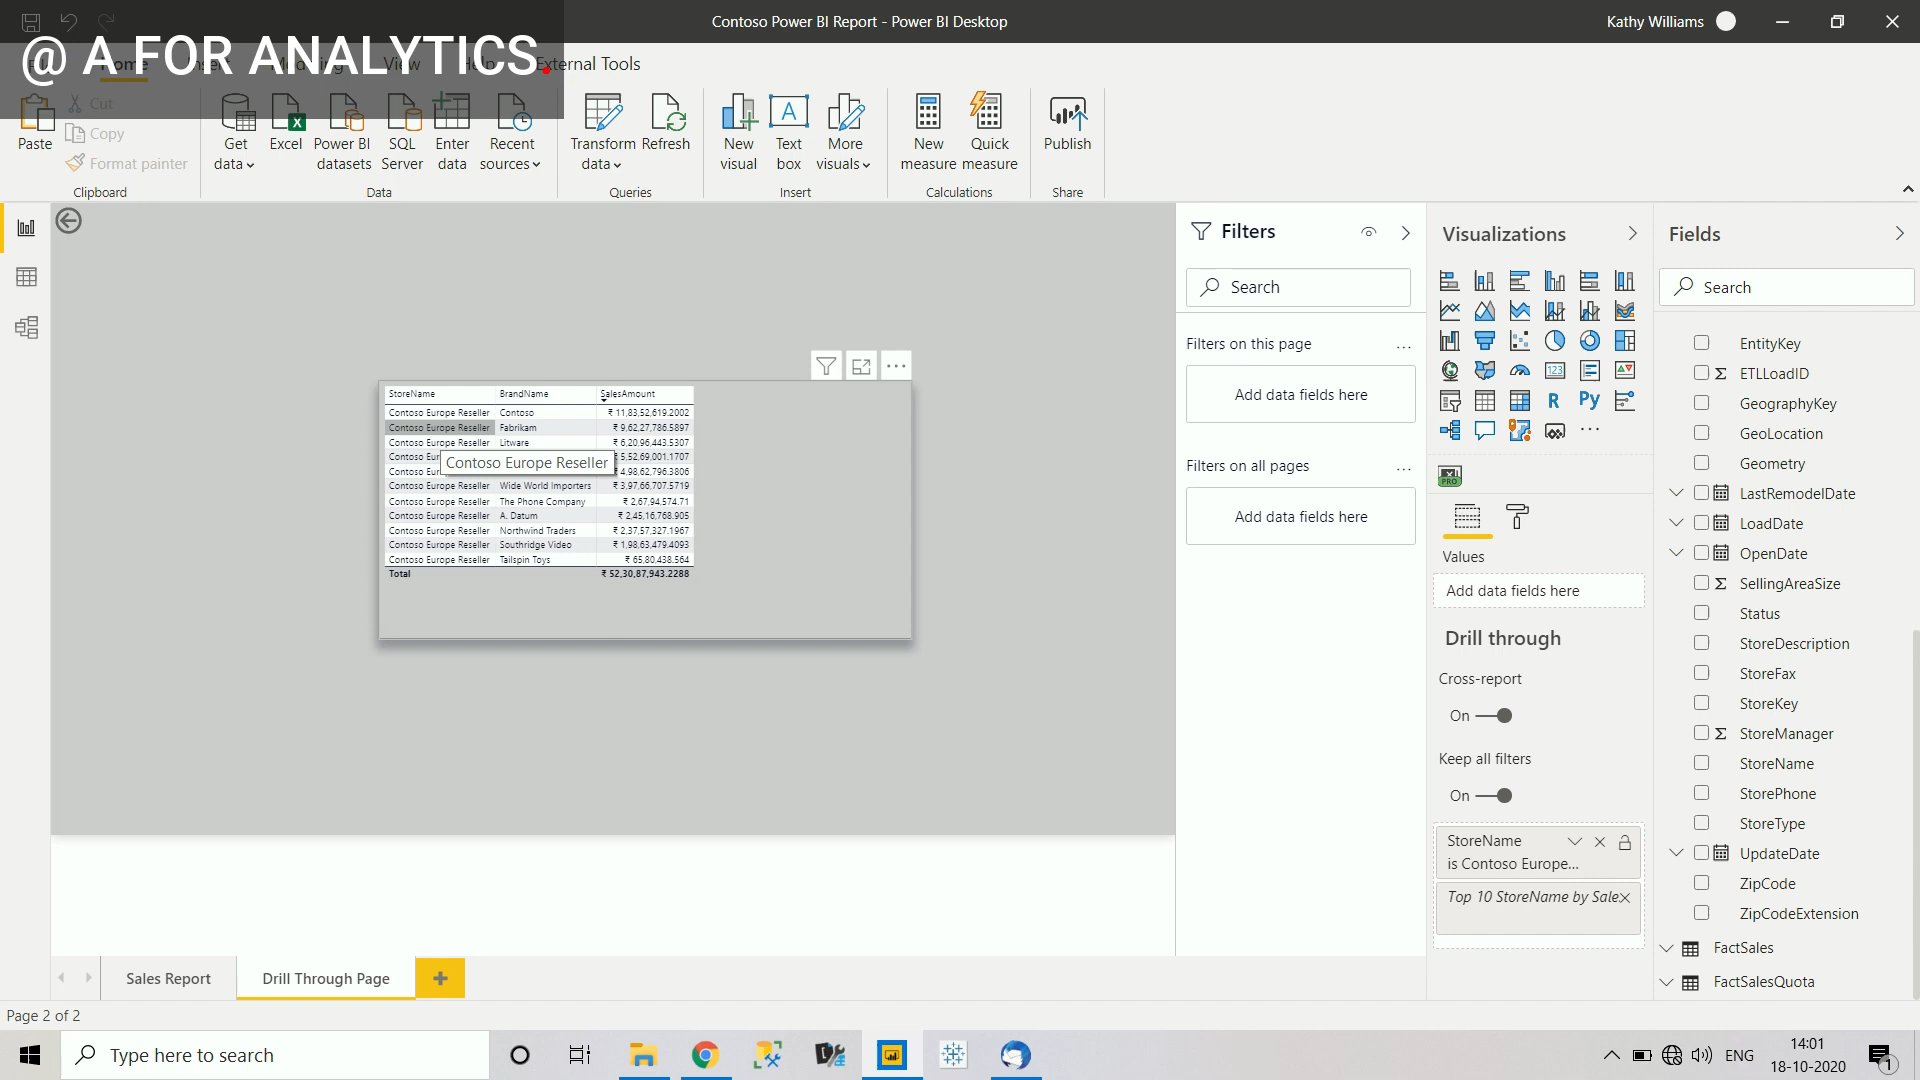 Contoso Power BI Report - Power BI Desktop
Kathy Williams
@ A FOR ANALYTICS.
External Tools
Paste
Cut
Copy
Format painter
Clipboard
Get data
Excel
Power BI datasets
SQL Server
Enter data
Recent sources
Data
Transform data
Refresh
Queries
New visual
Text box
More visuals
Insert
New measure
Quick measure
Calculations
Publish
Share
StoreName BrandName SalesAmount
Contoso Europe Reseller Contoso ₹ 11,83,52,619.2002
Contoso Europe Reseller Fabrikam ₹ 9,62,27,786.5897
Contoso Europe Reseller Litware ₹ 6,20,96,443.5307
Contoso Eur ₹ 5,52,69,001.1707
Contoso Eur ₹ 4,98,62,796.3806
Contoso Europe Reseller
Contoso Europe Reseller Wide World Importers ₹ 3,97,66,707.5719
Contoso Europe Reseller The Phone Company ₹ 2,67,94,574.71
Contoso Europe Reseller A. Datum ₹ 2,45,16,768.905
Contoso Europe Reseller Northwind Traders ₹ 2,37,57,327.1967
Contoso Europe Reseller Southridge Video ₹ 1,98,63,479.4093
Contoso Europe Reseller Tailspin Toys ₹ 65,80,438.564
Total ₹ 52,30,87,943.2288
Filters
Search
Filters on this page
Add data fields here
Filters on all pages
Add data fields here
Visualizations
R
Py
123
PRO
Values
Add data fields here
Drill through
Cross-report
On
Keep all filters
On
StoreName
is Contoso Europe...
Top 10 StoreName by Sale
Fields
Search
EntityKey
ETLLoadID
GeographyKey
GeoLocation
Geometry
LastRemodelDate
LoadDate
OpenDate
SellingAreaSize
Status
StoreDescription
StoreFax
StoreKey
StoreManager
StoreName
StorePhone
StoreType
UpdateDate
ZipCode
ZipCodeExtension
FactSales
FactSalesQuota
Sales Report
Drill Through Page
Page 2 of 2
Type here to search
ENG
14:01
18-10-2020
1